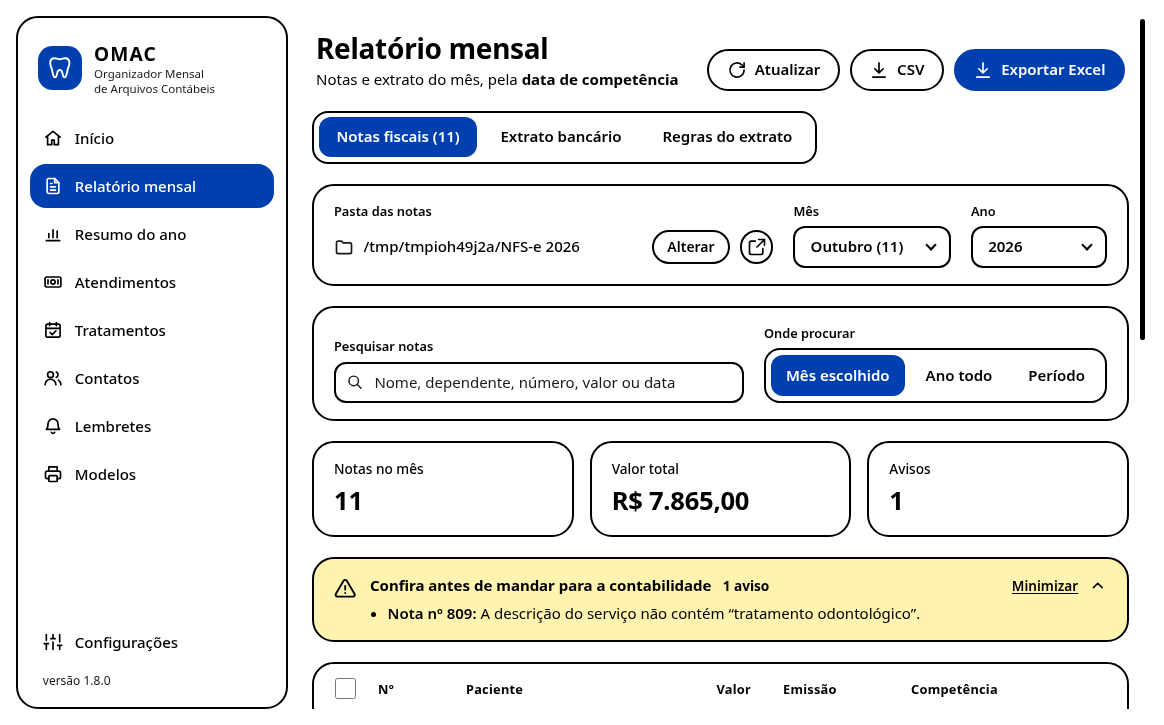 OMAC
Organizador Mensal
de Arquivos Contábeis
Início
Relatório mensal
Resumo do ano
Atendimentos
Tratamentos
Contatos
Lembretes
Modelos
Configurações
versão 1.8.0
Relatório mensal
Notas e extrato do mês, pela data de competência
Atualizar
CSV
Exportar Excel
Notas fiscais (11)
Extrato bancário
Regras do extrato
Pasta das notas
/tmp/tmpioh49j2a/NFS-e 2026
Alterar
Mês
Outubro (11)
Ano
2026
Pesquisar notas
Nome, dependente, número, valor ou data
Onde procurar
Mês escolhido
Ano todo
Período
Notas no mês
11
Valor total
R$ 7.865,00
Avisos
1
Confira antes de mandar para a contabilidade 1 aviso
Minimizar
• Nota nº 809: A descrição do serviço não contém “tratamento odontológico”.
Nº Paciente Valor Emissão Competência